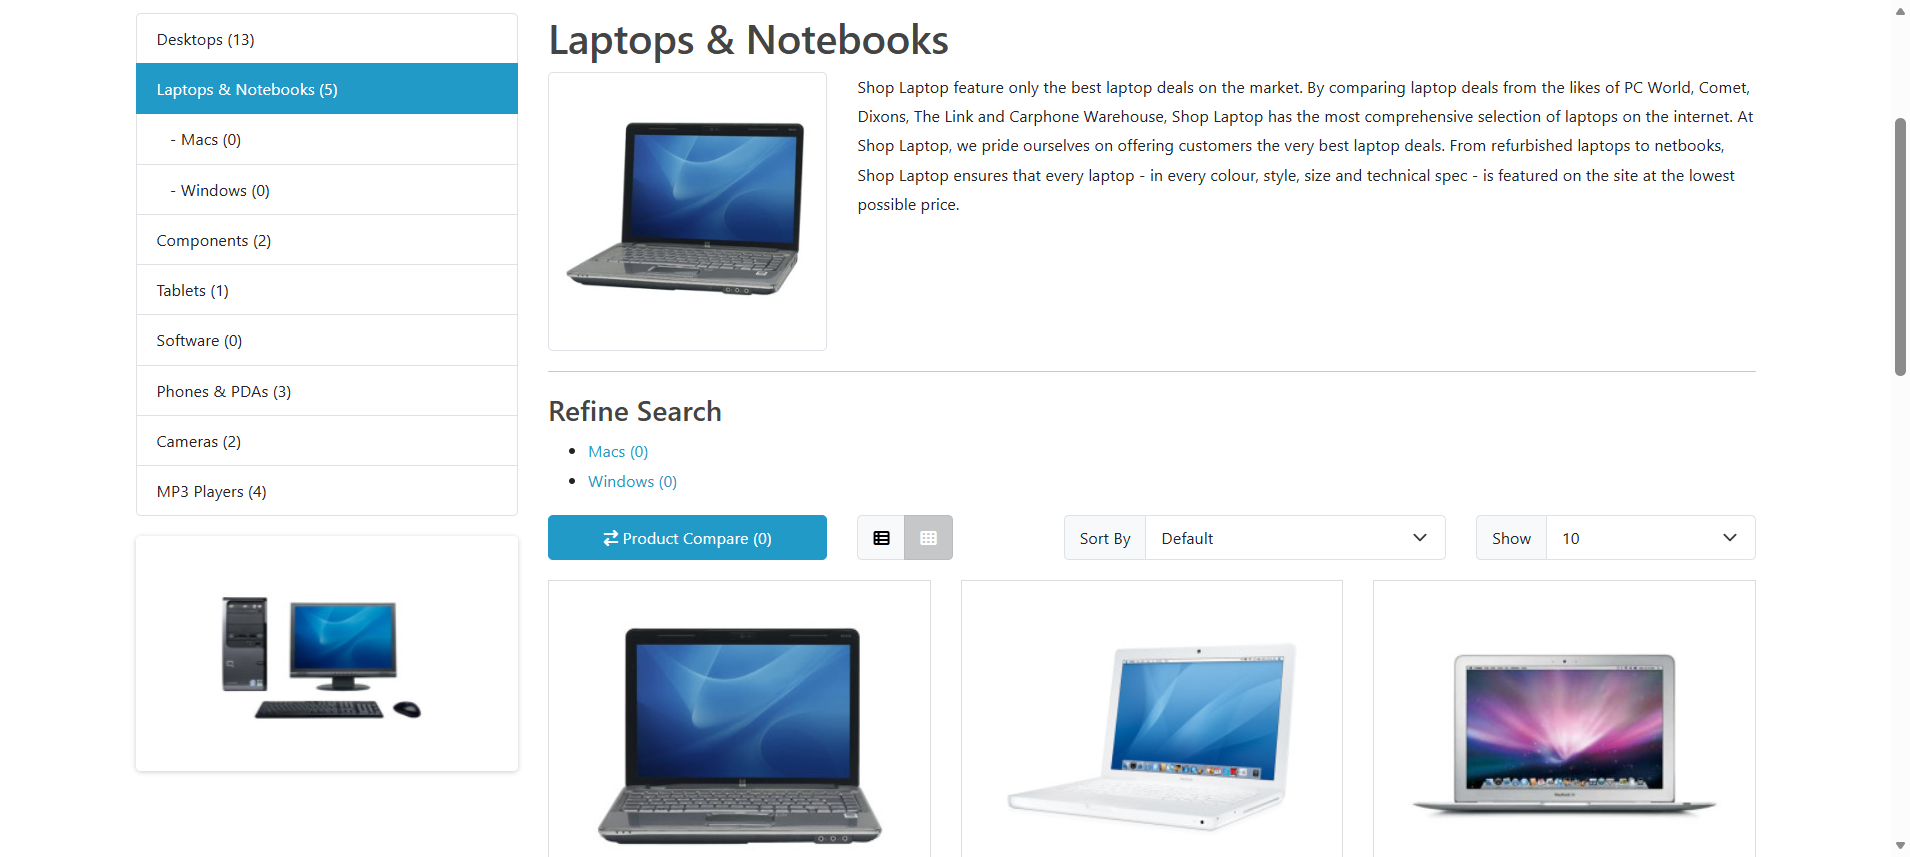 Desktops (13)
Laptops & Notebooks (5)
- Macs (0)
- Windows (0)
Components (2)
Tablets (1)
Software (0)
Phones & PDAs (3)
Cameras (2)
MP3 Players (4)
Laptops & Notebooks
Shop Laptop feature only the best laptop deals on the market. By comparing laptop deals from the likes of PC World, Comet,
Dixons, The Link and Carphone Warehouse, Shop Laptop has the most comprehensive selection of laptops on the internet. At
Shop Laptop, we pride ourselves on offering customers the very best laptop deals. From refurbished laptops to netbooks,
Shop Laptop ensures that every laptop - in every colour, style, size and technical spec - is featured on the site at the lowest
possible price.
Refine Search
Macs (0)
Windows (0)
Product Compare (0)
Sort By
Default
Show
10